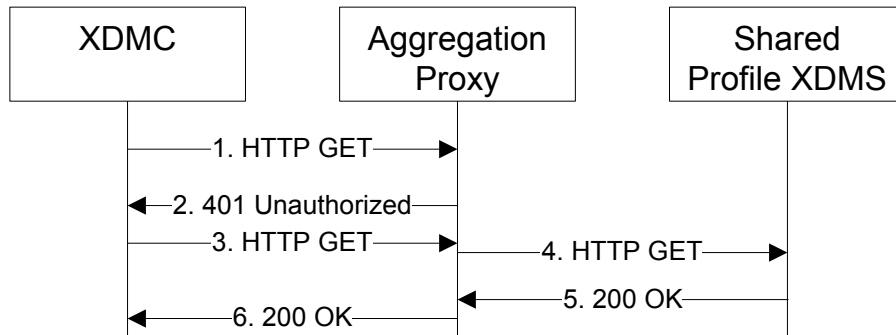 XDMC
Aggregation
Proxy
Shared
Profile XDMS
1. HTTP GET
2. 401 Unauthorized
3. HTTP GET
4. HTTP GET
5. 200 OK
6. 200 OK